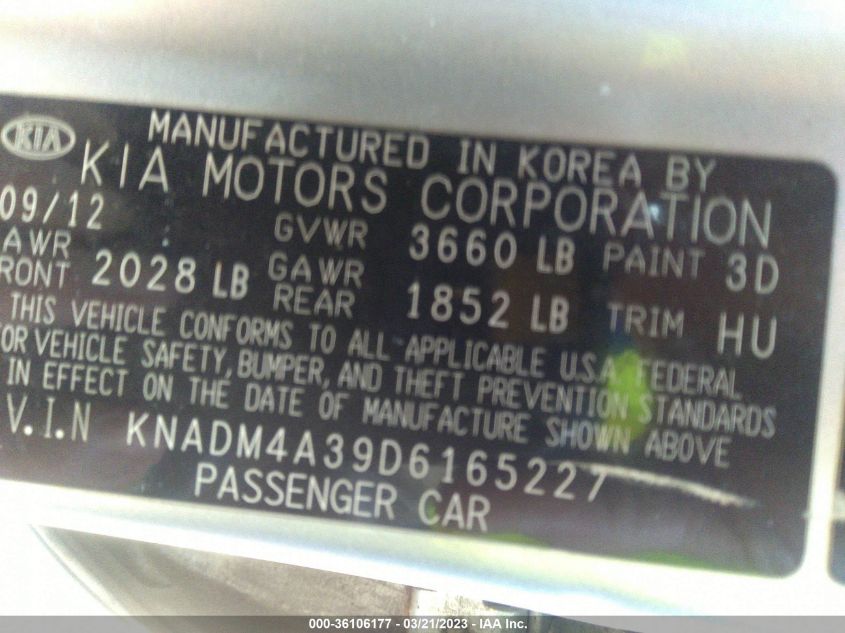 KIA
MANUFACTURED IN KOREA BY
KIA MOTORS CORPORATION
09/12 GVWR 3660 LB PAINT 3D
AWR
RONT 2028 LB GAWR
REAR 1852 LB TRIM HU
THIS VEHICLE CONFORMS TO ALL APPLICABLE U.S.A FEDERAL
OR VEHICLE SAFETY, BUMPER, AND THEFT PREVENTION STANDARDS
IN EFFECT ON THE DATE OF MANUFACTURE SHOWN ABOVE
V.I.N KNADM4A39D6165227
PASSENGER CAR
000-36106177 - 03/21/2023 - IAA Inc.